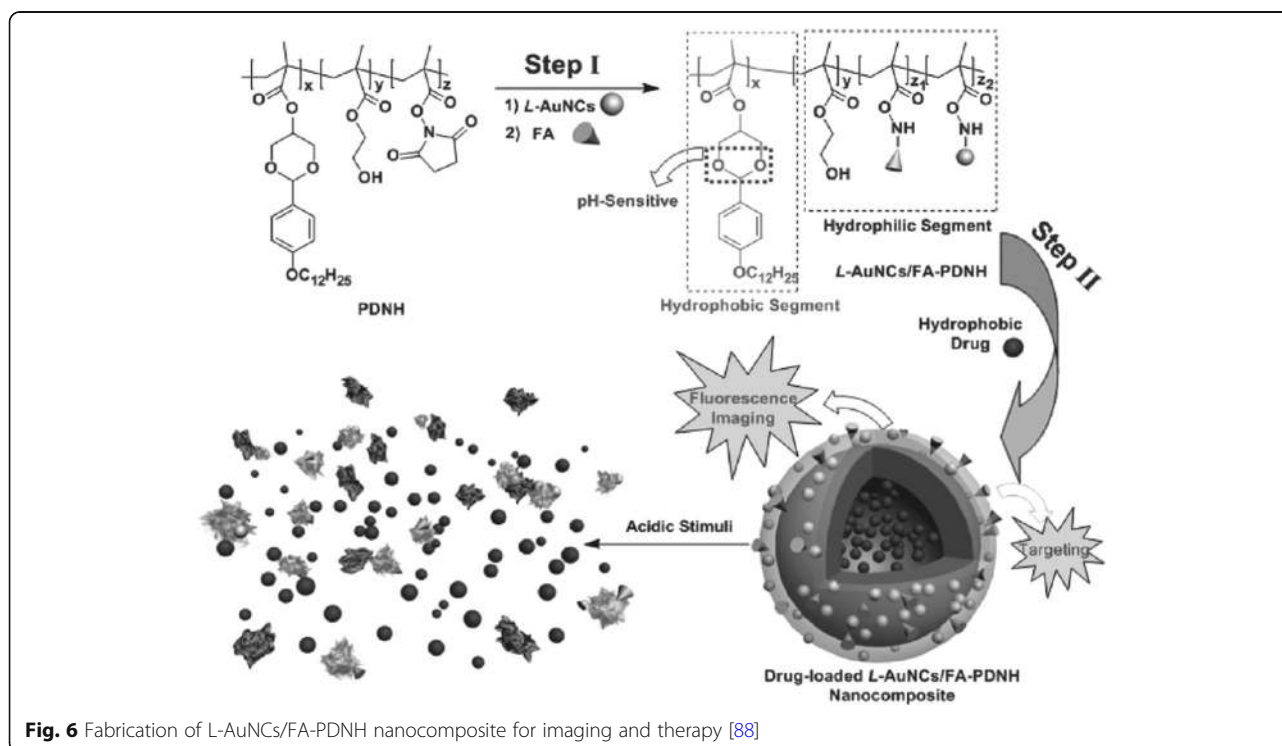 Step I
1) L-AuNCs
2) FA
x
y
z
O
O
O
O
O
O
OH
O
O
N
O
O
OC12H25
PDNH
x
y
z1
z2
O
O
O
O
O
O
OH
O
O
NH
O
O
NH
pH-Sensitive
OC12H25
Hydrophobic Segment
Hydrophilic Segment
L-AuNCs/FA-PDNH
Step II
Hydrophobic
Drug
Fluorescence
Imaging
Targeting
Acidic Stimuli
Drug-loaded L-AuNCs/FA-PDNH
Nanocomposite
Fig. 6 Fabrication of L-AuNCs/FA-PDNH nanocomposite for imaging and therapy [88]